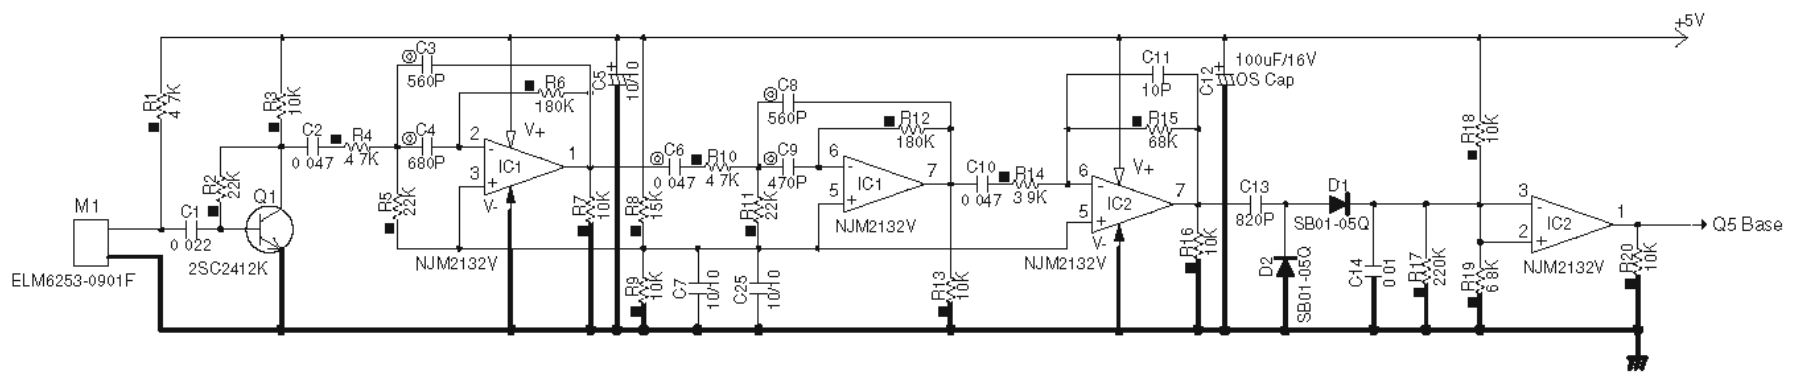 +5V
C3
560P
R6
180K
C5
10/10
C8
560P
C11
10P
C12
100uF/16V
OS Cap
R1
4 7K
R3
10K
C2
0 047
R4
4 7K
C4
680P
2
3
V+
V-
IC1
1
R12
180K
R15
68K
R18
10K
R2
22K
Q1
R5
22K
R7
10K
R8
15K
C6
0 047
R10
4 7K
C9
470P
R11
22K
6
5
IC1
7
NJM2132V
C10
0 047
R14
3 9K
6
5
V+
V-
IC2
7
C13
820P
D1
SB01-05Q
3
2
IC2
1
Q5 Base
M1
C1
0 022
2SC2412K
ELM6253-0901F
NJM2132V
R9
10K
C7
10/10
C25
10/10
R13
10K
NJM2132V
R16
10K
D2
SB01-05Q
C14
0 01
R17
220K
R19
6 8K
NJM2132V
R20
10K